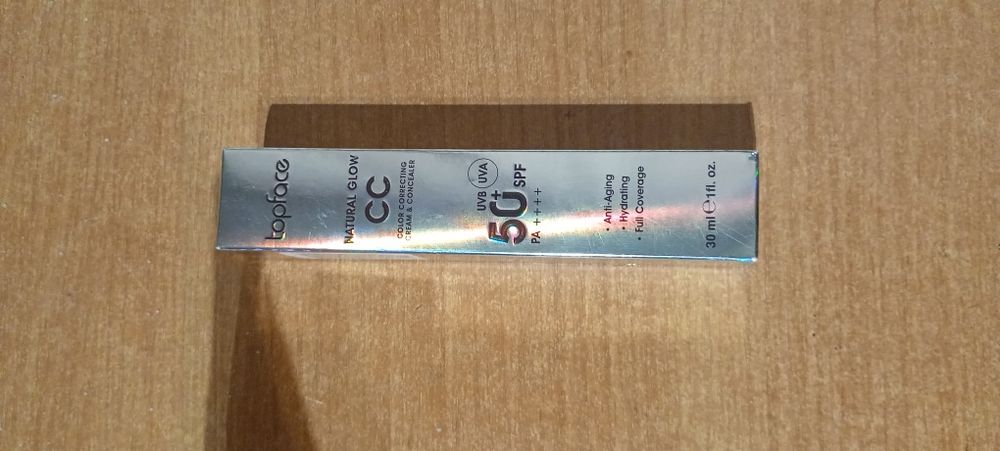 Topface
NATURAL GLOW
CC
COLOR CORRECTING
CREAM & CONCEALER
UVB UVA
50+ SPF
PA ++++
• Anti-Aging
• Hydrating
• Full Coverage
30 ml ℮ 1fl. oz.